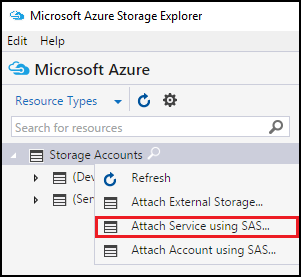 Microsoft Azure Storage Explorer
Edit Help
Microsoft Azure
Resource Types
Search for resources
Storage Accounts
(Dev
Refresh
(Ser
Attach External Storage...
Attach Service using SAS...
Attach Account using SAS...